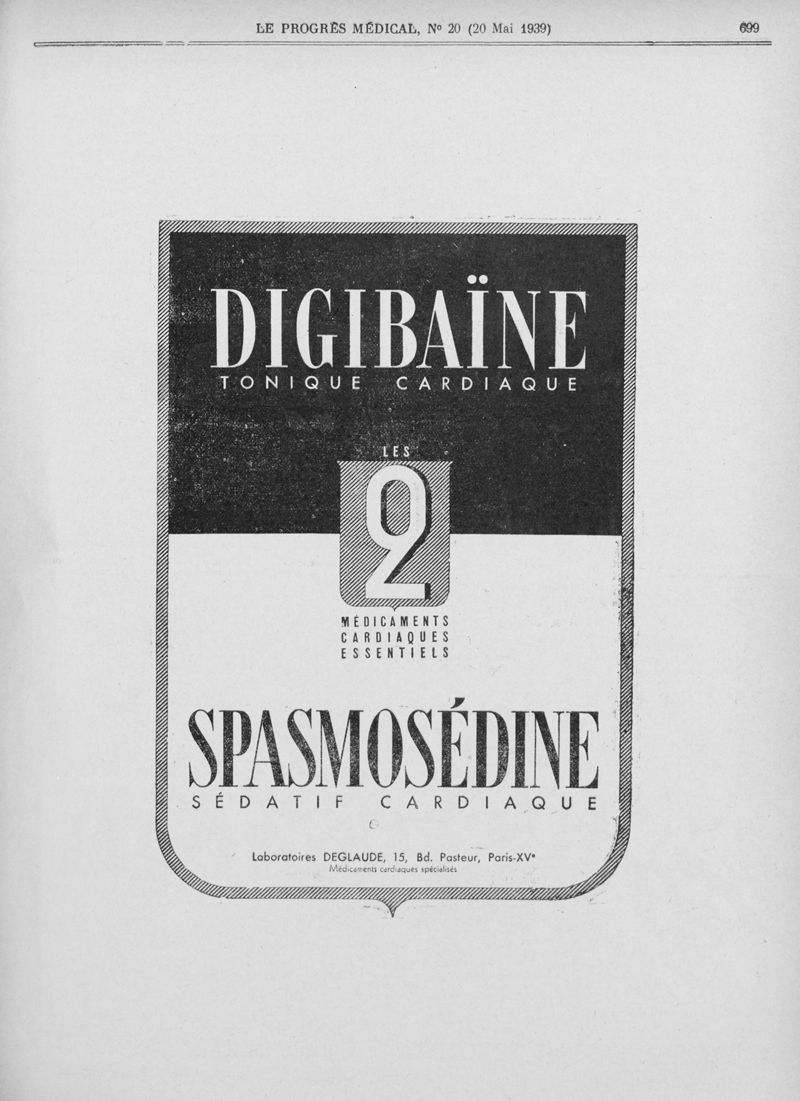 LE PROGRÈS MÉDICAL, Nº 20 (20 Mai 1939)
699
DIGIBAÏNE
TONIQUE CARDIAQUE
LES
2
MÉDICAMENTS
CARDIAQUES
ESSENTIELS
SPASMOSÉDINE
SÉDATIF CARDIAQUE
Laboratoires DEGLAUDE, 15, Bd. Pasteur, Paris-XVe
Médicaments cardiaques spécialisés